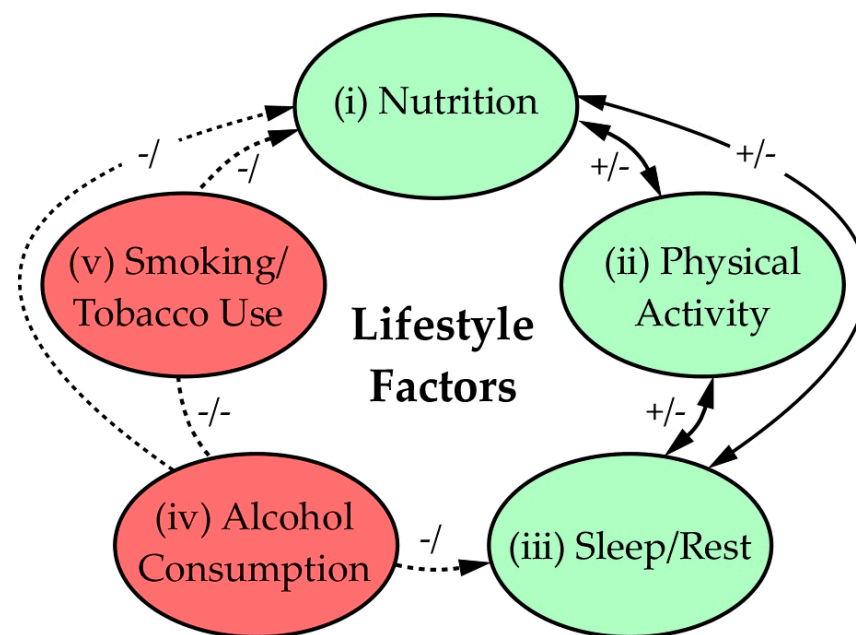 (i) Nutrition
-/
-/
+/-
+/-
(v) Smoking/
Tobacco Use
(ii) Physical
Activity
Lifestyle
Factors
-/-
+/-
(iv) Alcohol
Consumption
-/
(iii) Sleep/Rest